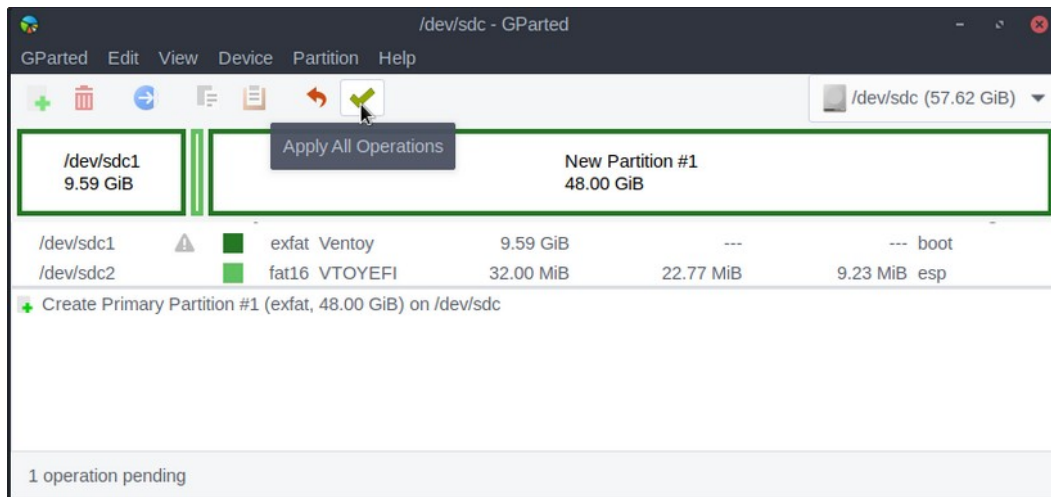 /dev/sdc - GParted
GParted Edit View Device Partition Help
/dev/sdc (57.62 GiB)
Apply All Operations
/dev/sdc1
9.59 GiB
New Partition #1
48.00 GiB
/dev/sdc1 exfat Ventoy 9.59 GiB --- --- boot
/dev/sdc2 fat16 VTOYEFI 32.00 MiB 22.77 MiB 9.23 MiB esp
Create Primary Partition #1 (exfat, 48.00 GiB) on /dev/sdc
1 operation pending